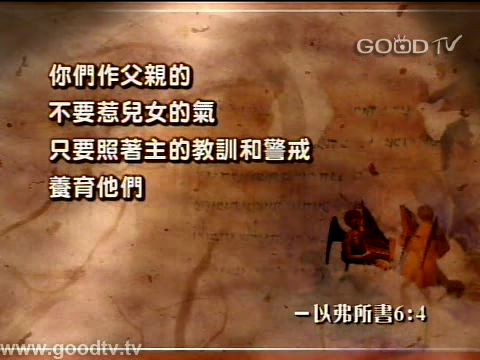 GOOD TV
你們作父親的
不要惹兒女的氣
只要照著主的教訓和警戒
養育他們
－以弗所書6:4
www.goodtv.tv